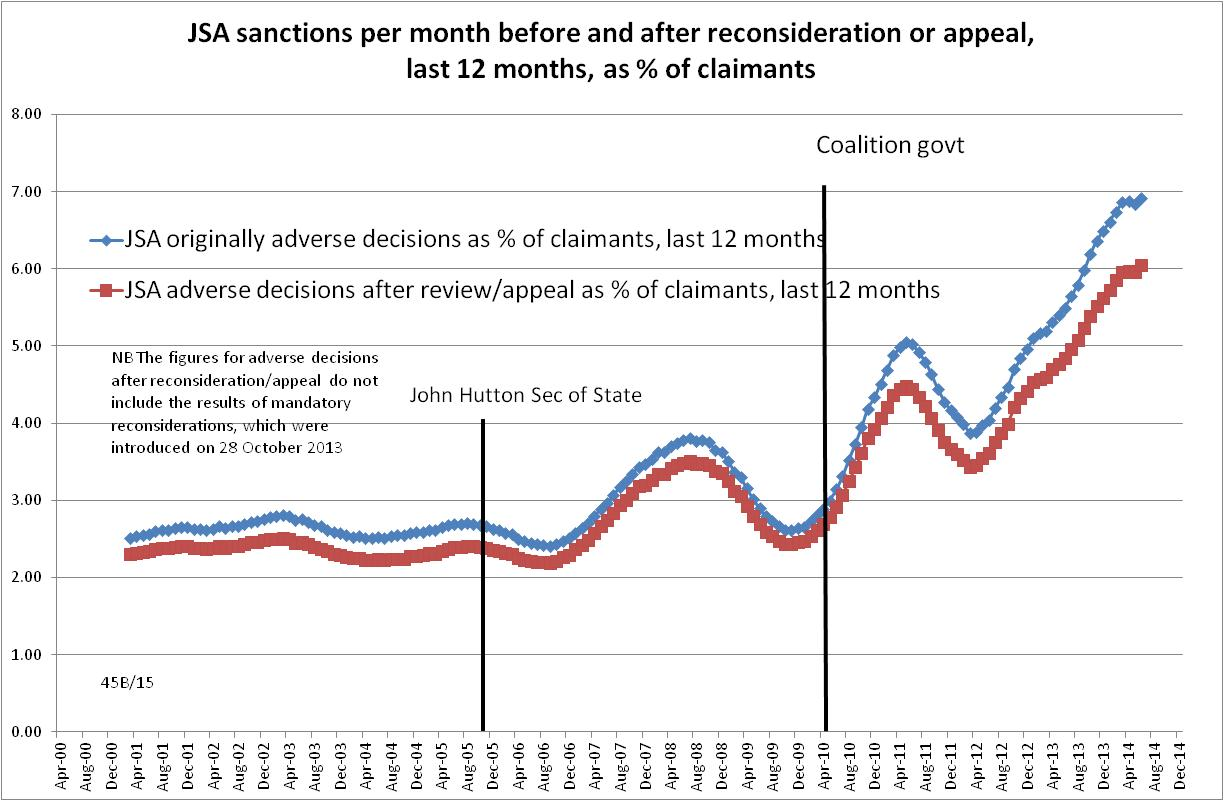 JSA sanctions per month before and after reconsideration or appeal,
last 12 months, as % of claimants
8.00
7.00
6.00
5.00
4.00
3.00
2.00
1.00
0.00
Coalition govt
JSA originally adverse decisions as % of claimants, last 12 months
JSA adverse decisions after review/appeal as % of claimants, last 12 months
NB The figures for adverse decisions
after reconsideration/appeal do not
include the results of mandatory
reconsiderations, which were
introduced on 28 October 2013
John Hutton Sec of State
45B/15
Apr-00
Aug-00
Dec-00
Apr-01
Aug-01
Dec-01
Apr-02
Aug-02
Dec-02
Apr-03
Aug-03
Dec-03
Apr-04
Aug-04
Dec-04
Apr-05
Aug-05
Dec-05
Apr-06
Aug-06
Dec-06
Apr-07
Aug-07
Dec-07
Apr-08
Aug-08
Dec-08
Apr-09
Aug-09
Dec-09
Apr-10
Aug-10
Dec-10
Apr-11
Aug-11
Dec-11
Apr-12
Aug-12
Dec-12
Apr-13
Aug-13
Dec-13
Apr-14
Aug-14
Dec-14